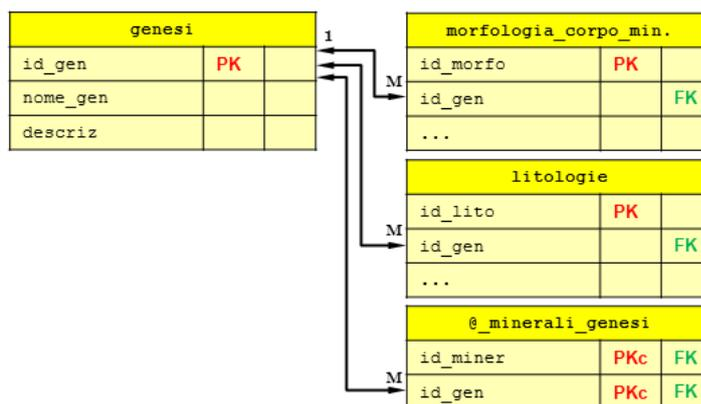 genesi
id_gen PK
nome_gen
descriz
1
M
M
M
morfologia_corpo_min.
id_morfo PK
id_gen FK
...
litologie
id_lito PK
id_gen FK
...
@_minerali_genesi
id_miner PKc FK
id_gen PKc FK